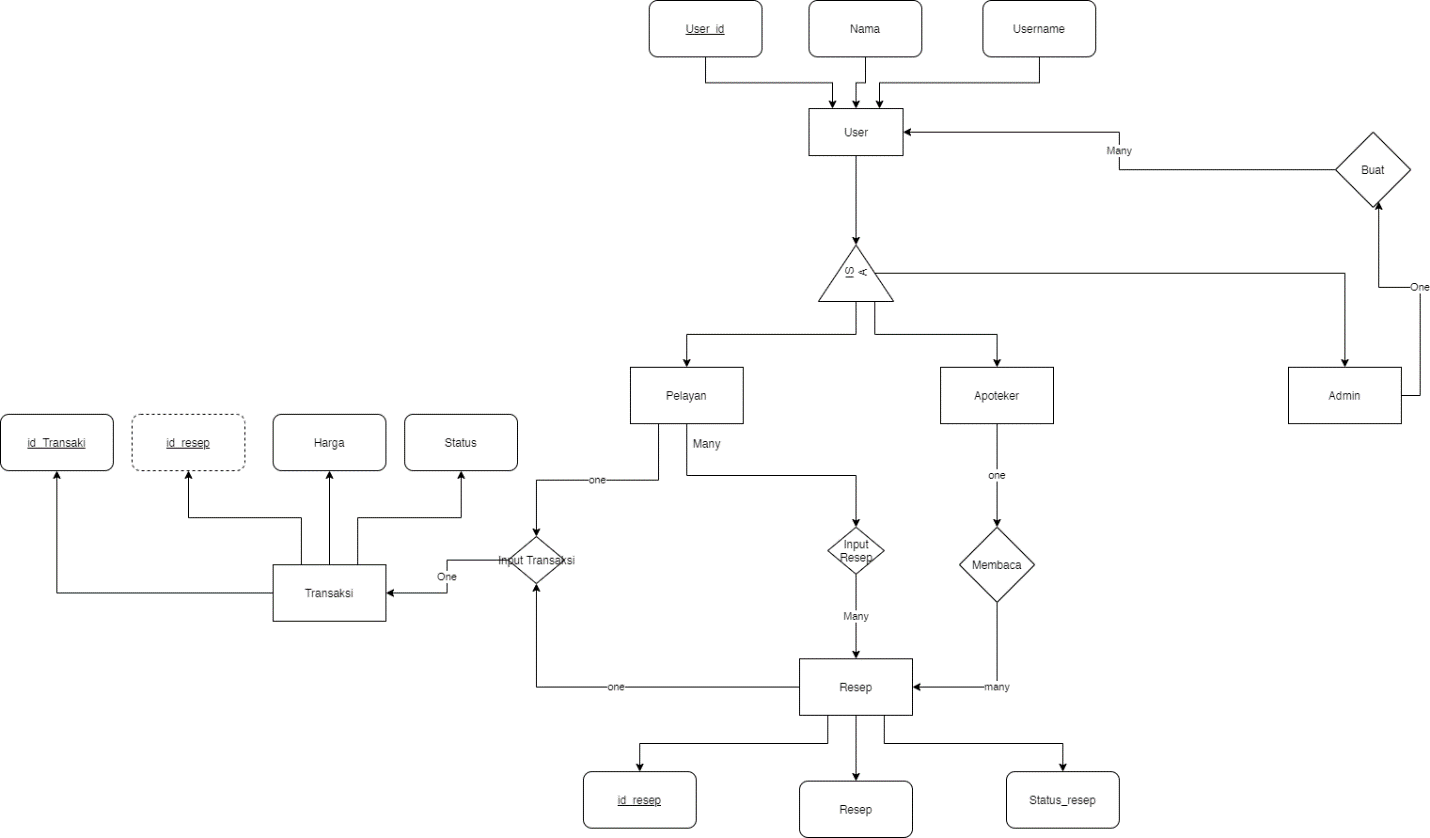 User_id
Nama
Username
User
Many
Buat
IS
A
One
Pelayan
Apoteker
Admin
id_Transaki
id_resep
Harga
Status
Many
one
one
Input Transaksi
Input
Resep
Membaca
One
Transaksi
Many
one
Resep
many
id_resep
Resep
Status_resep